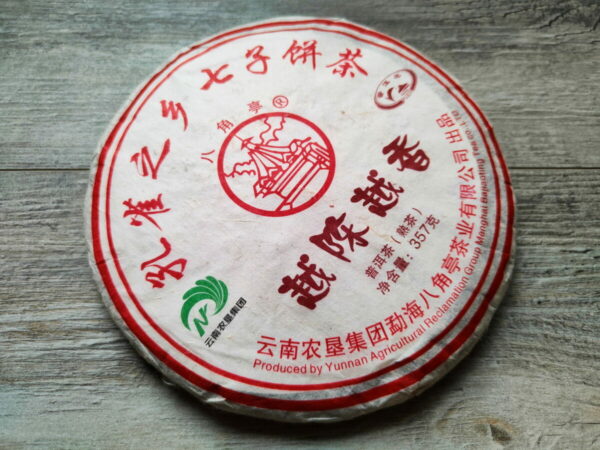 孔雀之乡七子饼茶
八角亭®
越陈越香
普洱茶（熟茶）
净含量：357克
云南农垦集团
云南农垦集团勐海八角亭茶业有限公司 出品
Produced by Yunnan Agricultural Reclamation Group Menghai Bajiaoting Tea Co.,Ltd